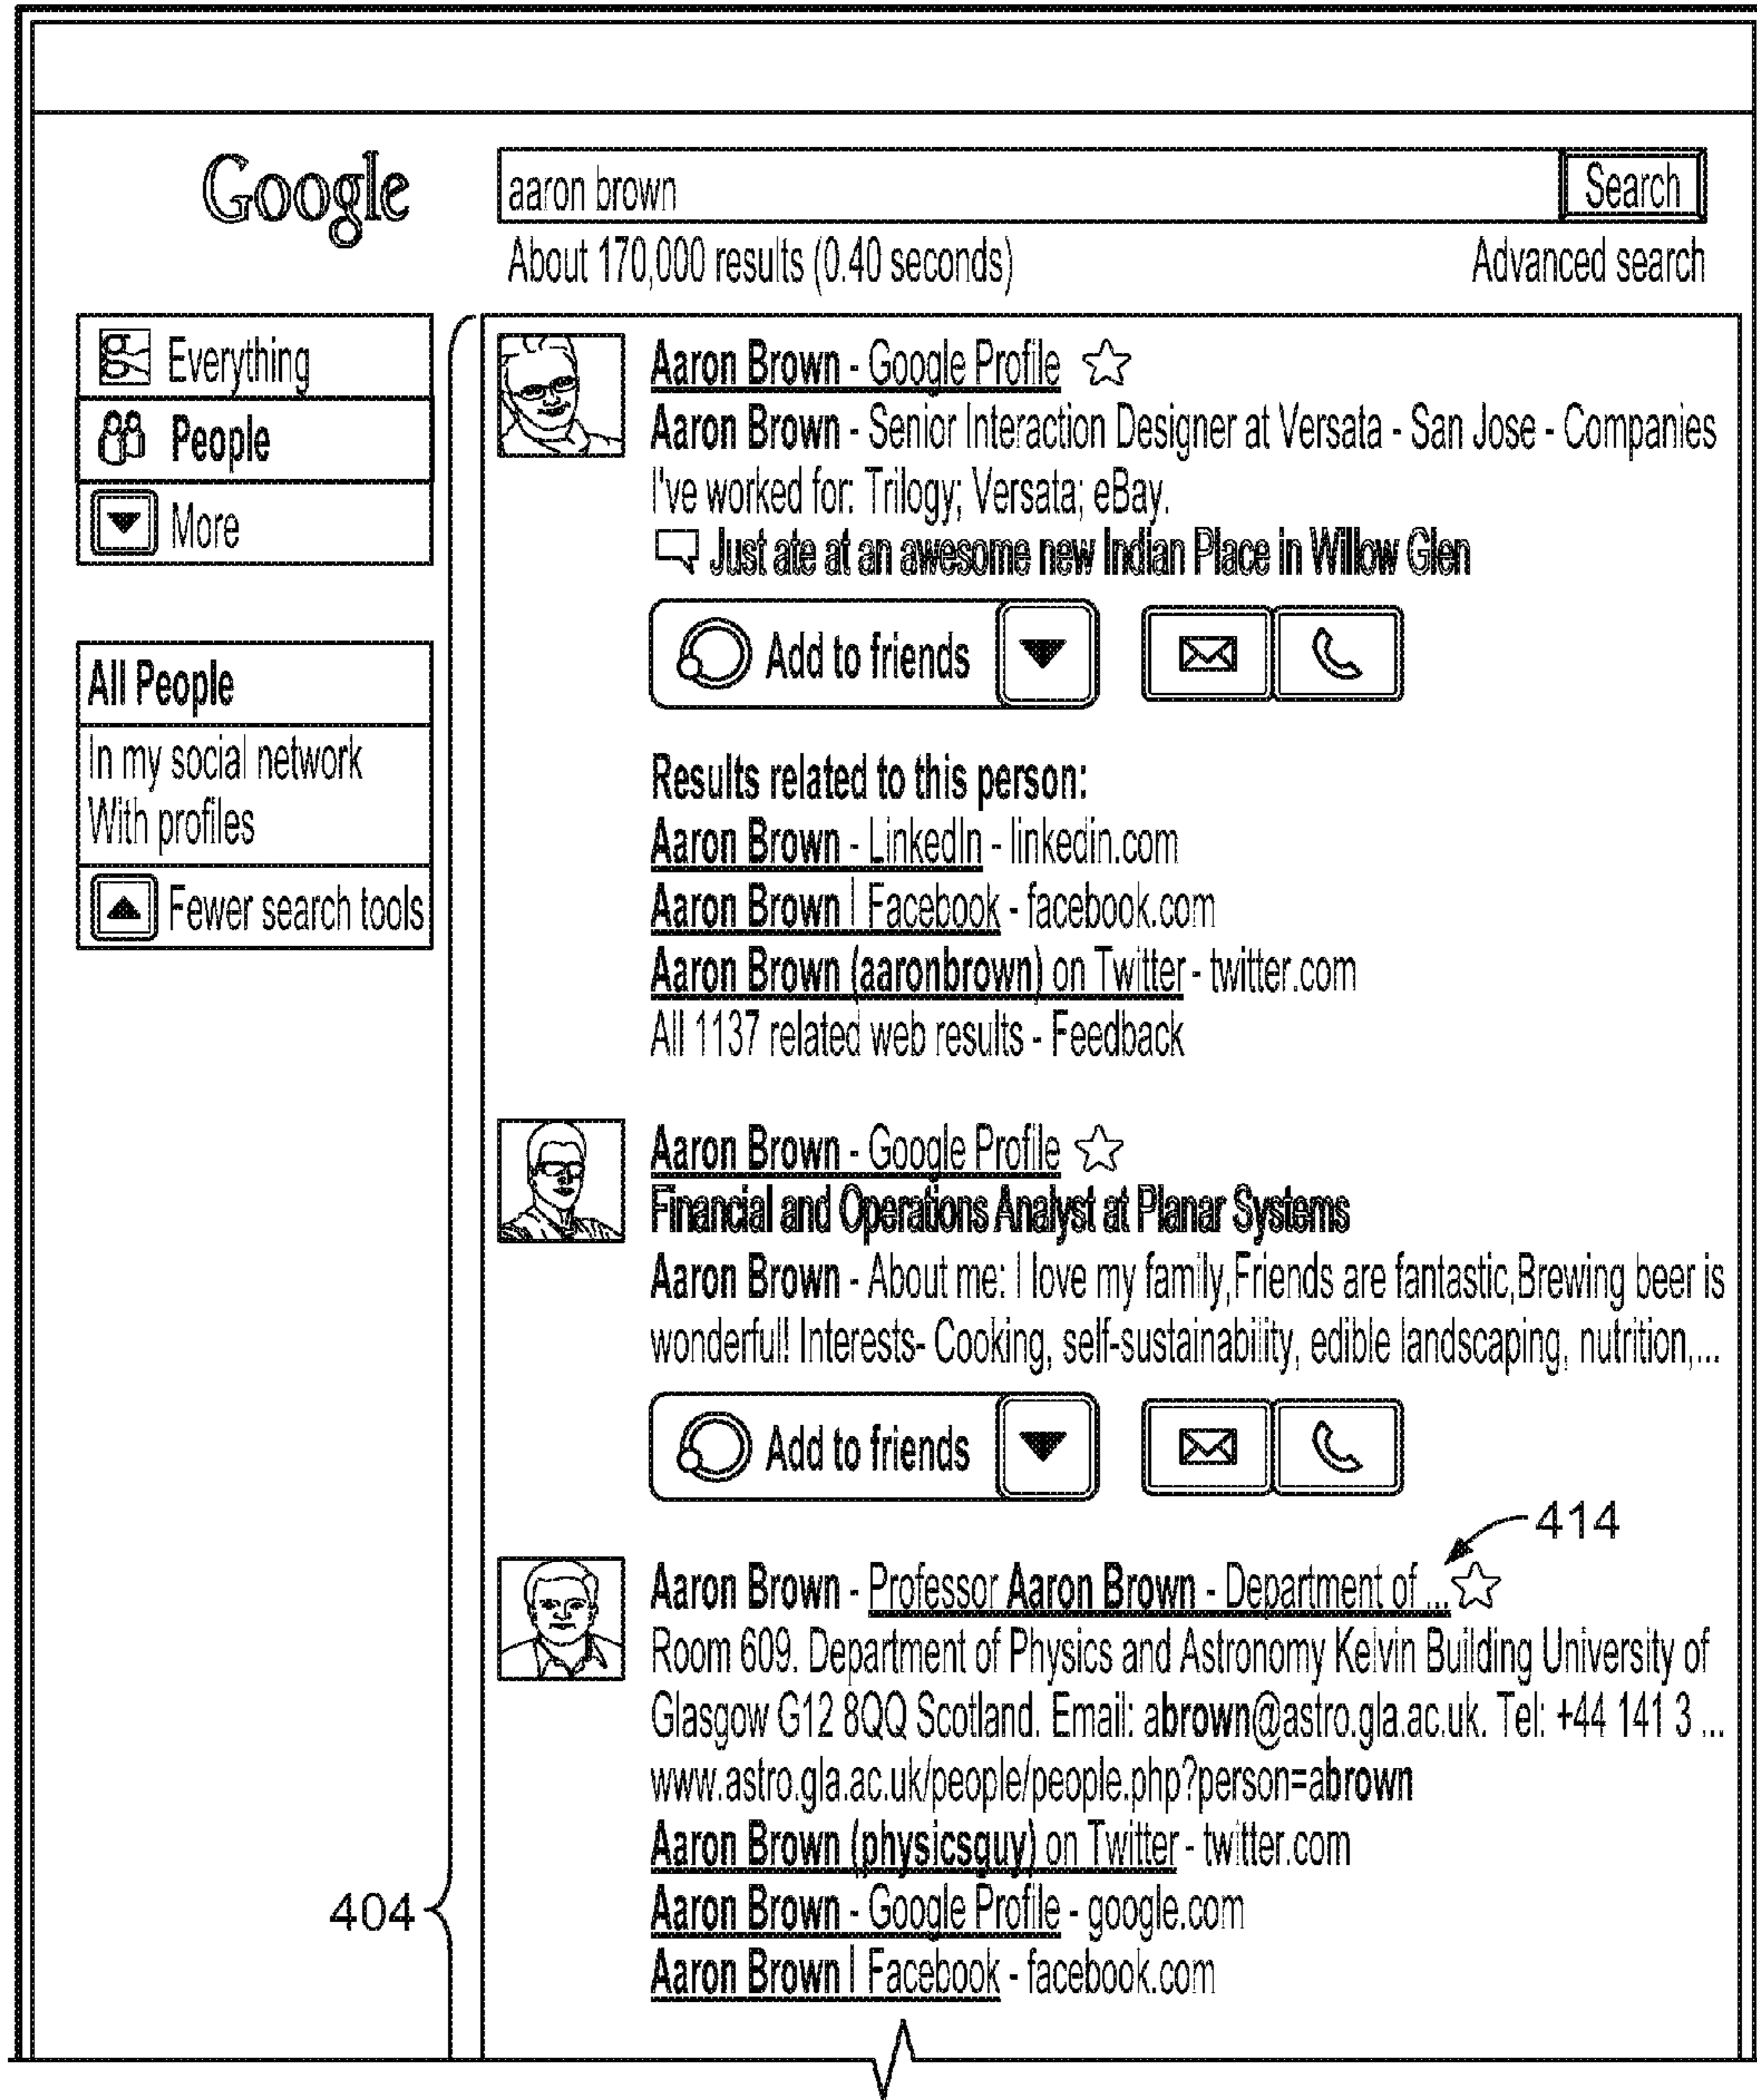 Google
aaron brown
Search
About 170,000 results (0.40 seconds)
Advanced search
Everything
People
More
All People
In my social network
With profiles
Fewer search tools
Aaron Brown - Google Profile
Aaron Brown - Senior Interaction Designer at Versata - San Jose - Companies
I've worked for: Trilogy; Versata; eBay.
Just ate at an awesome new Indian Place in Willow Glen
Add to friends
Results related to this person:
Aaron Brown - LinkedIn - linkedin.com
Aaron Brown | Facebook - facebook.com
Aaron Brown (aaronbrown) on Twitter - twitter.com
All 1137 related web results - Feedback
Aaron Brown - Google Profile
Financial and Operations Analyst at Planar Systems
Aaron Brown - About me: I love my family,Friends are fantastic,Brewing beer is
wonderful! Interests- Cooking, self-sustainability, edible landscaping, nutrition,...
Add to friends
414
Aaron Brown - Professor Aaron Brown - Department of ...
Room 609. Department of Physics and Astronomy Kelvin Building University of
Glasgow G12 8QQ Scotland. Email: abrown@astro.gla.ac.uk. Tel: +44 141 3 ...
www.astro.gla.ac.uk/people/people.php?person=abrown
Aaron Brown (physicsguy) on Twitter - twitter.com
Aaron Brown - Google Profile - google.com
Aaron Brown | Facebook - facebook.com
404